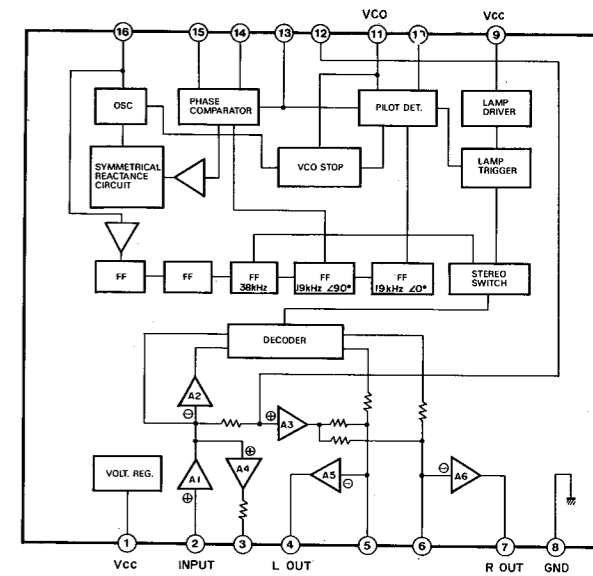 VCO
Vcc
16
15
14
13
12
11
10
9
OSC
PHASE
COMPARATOR
PILOT DET.
LAMP
DRIVER
SYMMETRICAL
REACTANCE
CIRCUIT
VCO STOP
LAMP
TRIGGER
FF
FF
FF
38kHz
FF
19kHz ∠90°
FF
19kHz ∠0°
STEREO
SWITCH
DECODER
A2
⊖
⊕
A3
⊕
A4
A1
⊕
A5
⊖
⊖
A6
VOLT. REG.
1
2
3
4
5
6
7
8
Vcc
INPUT
L OUT
R OUT
GND